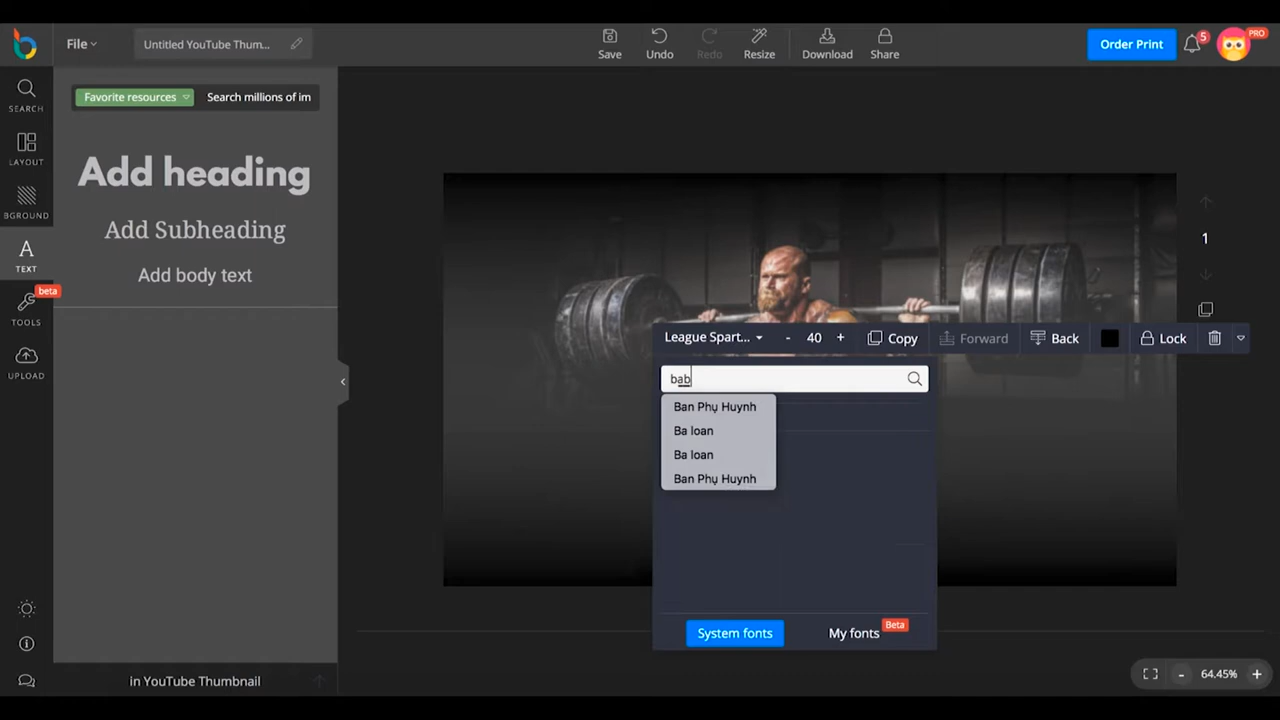 File
Untitled YouTube Thum...
Save
Undo
Redo
Resize
Download
Share
Order Print
5
PRO
SEARCH
LAYOUT
BGROUND
TEXT
beta
TOOLS
UPLOAD
Favorite resources
Search millions of im
Add heading
Add Subheading
Add body text
in YouTube Thumbnail
1
League Spart...
- 40 +
Copy
Forward
Back
Lock
bab
Ban Phụ Huynh
Ba loan
Ba loan
Ban Phụ Huynh
System fonts
My fonts
Beta
- 64.45% +